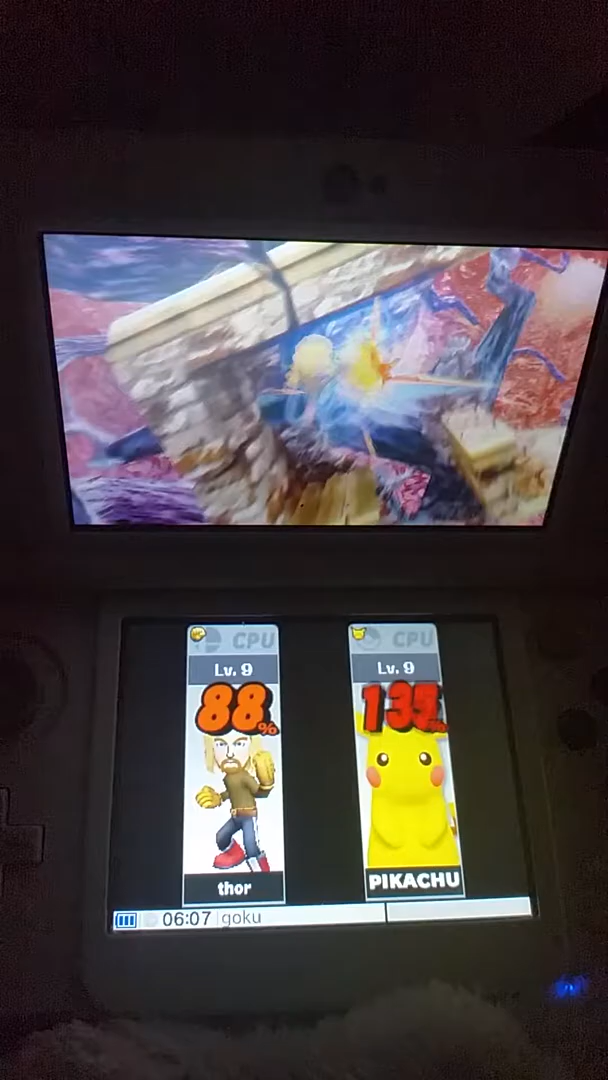 CPU
Lv. 9
88%
thor
CPU
Lv. 9
135%
PIKACHU
06:07 goku